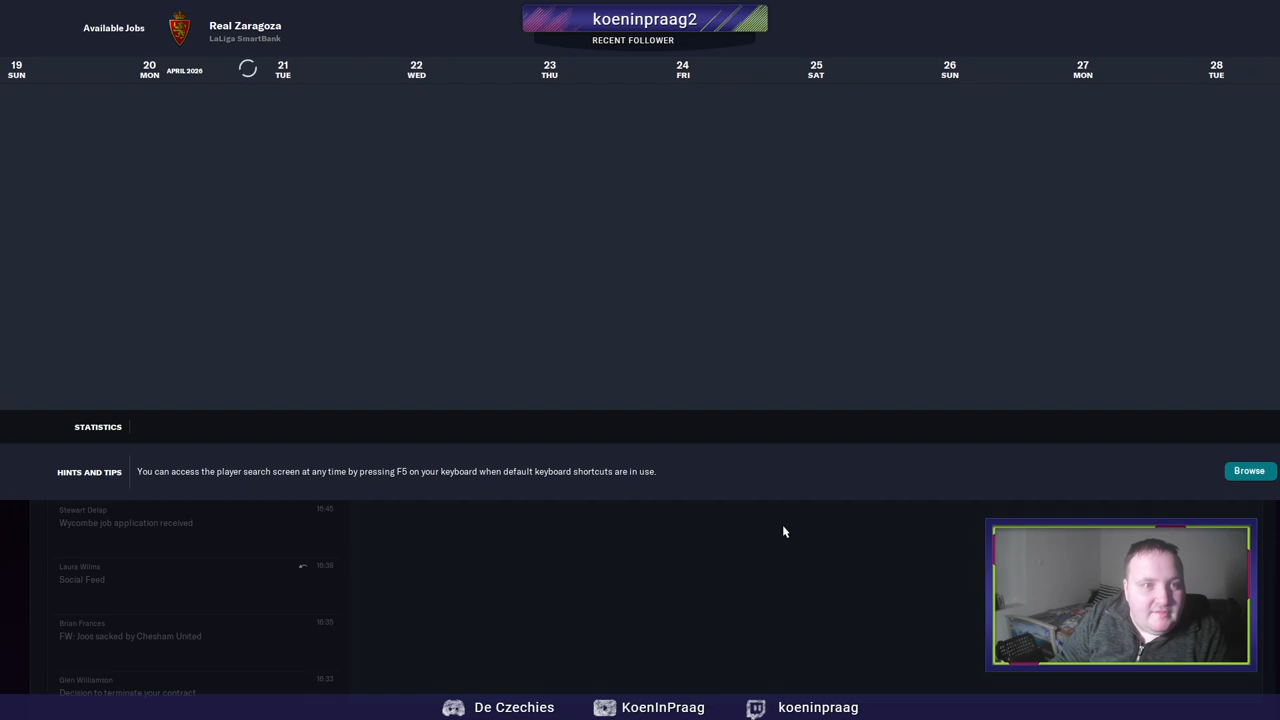 Available Jobs
Real Zaragoza
LaLiga SmartBank
koeninpraag2
RECENT FOLLOWER
19
SUN
20
MON
APRIL 2026
21
TUE
22
WED
23
THU
24
FRI
25
SAT
26
SUN
27
MON
28
TUE
STATISTICS
HINTS AND TIPS
You can access the player search screen at any time by pressing F5 on your keyboard when default keyboard shortcuts are in use.
Browse
Stewart Delap
16:45
Wycombe job application received
Laura Wilms
16:38
Social Feed
Brian Frances
16:35
FW: Joos sacked by Chesham United
Glen Williamson
16:33
Decision to terminate your contract
De Czechies
KoenInPraag
koeninpraag